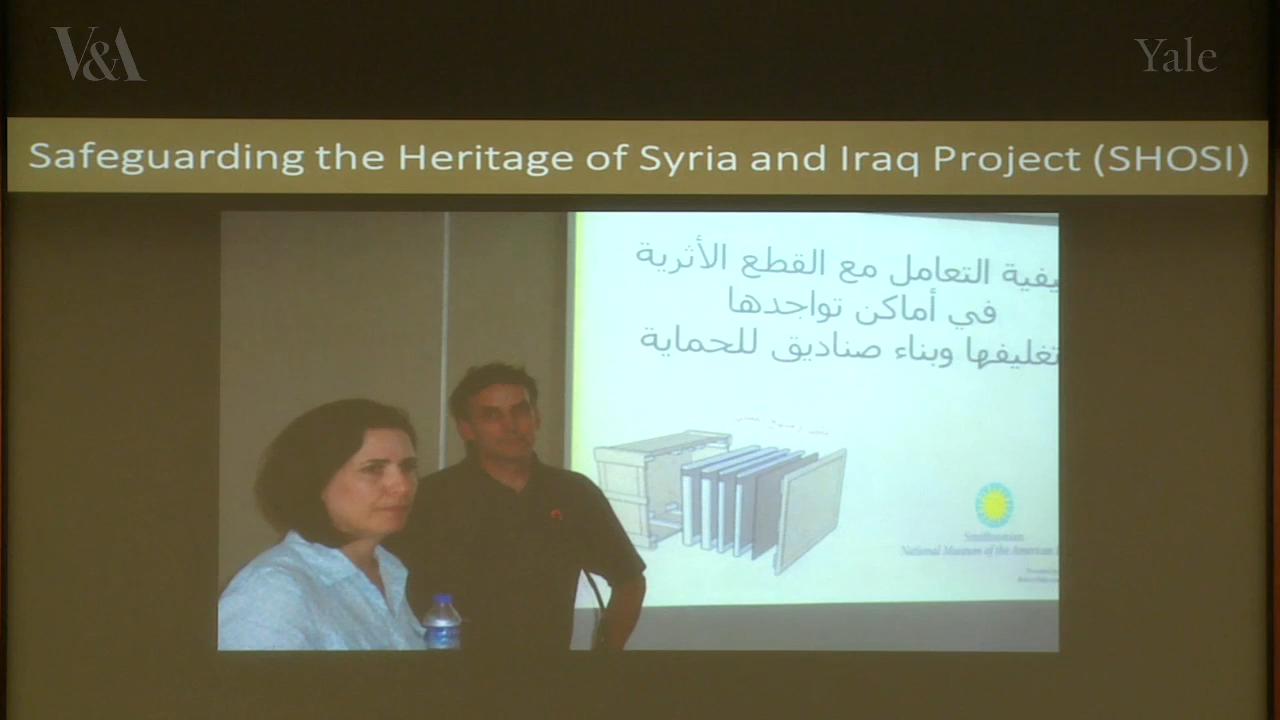 V&A
Yale
Safeguarding the Heritage of Syria and Iraq Project (SHOSI)
يفية التعامل مع القطع الأثرية
في أماكن تواجدها
تغليفها وبناء صناديق للحماية
Smithsonian
National Museum of the American